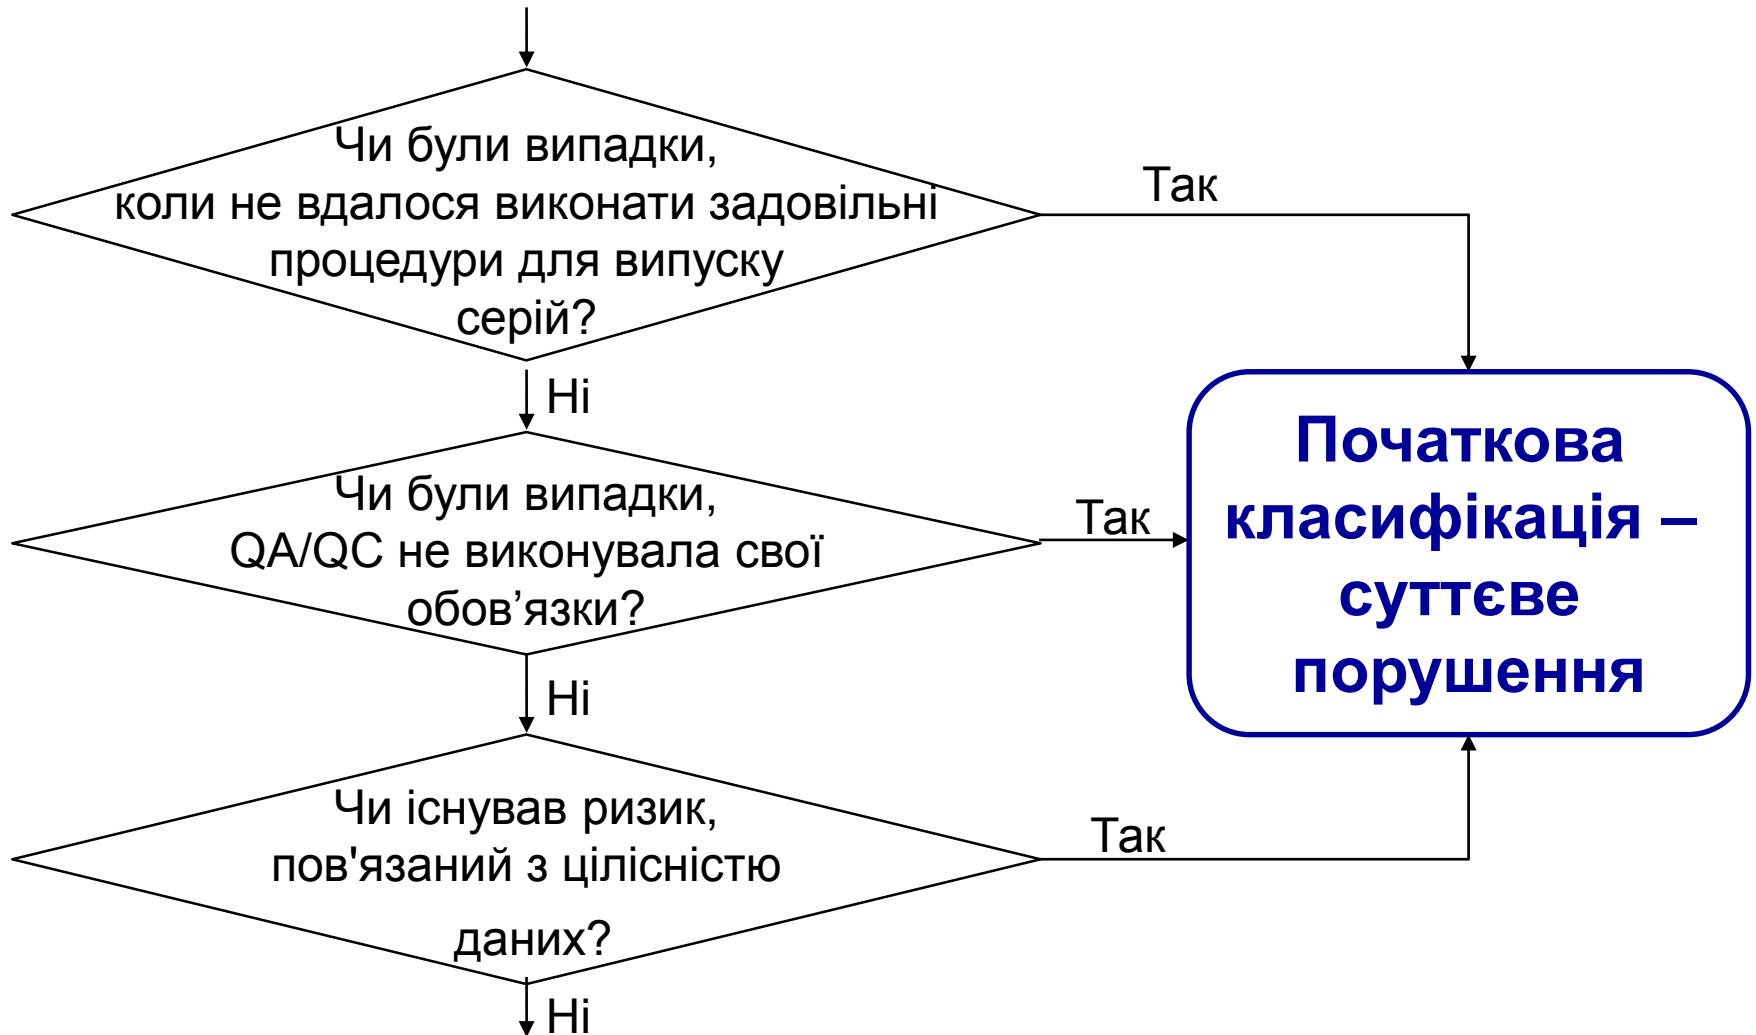 Чи були випадки,
коли не вдалося виконати задовільні
процедури для випуску
серій?
Так
Ні
Чи були випадки,
QA/QC не виконувала свої
обов’язки?
Так
Початкова
класифікація –
суттєве
порушення
Ні
Чи існував ризик,
пов'язаний з цілісністю
даних?
Так
Ні